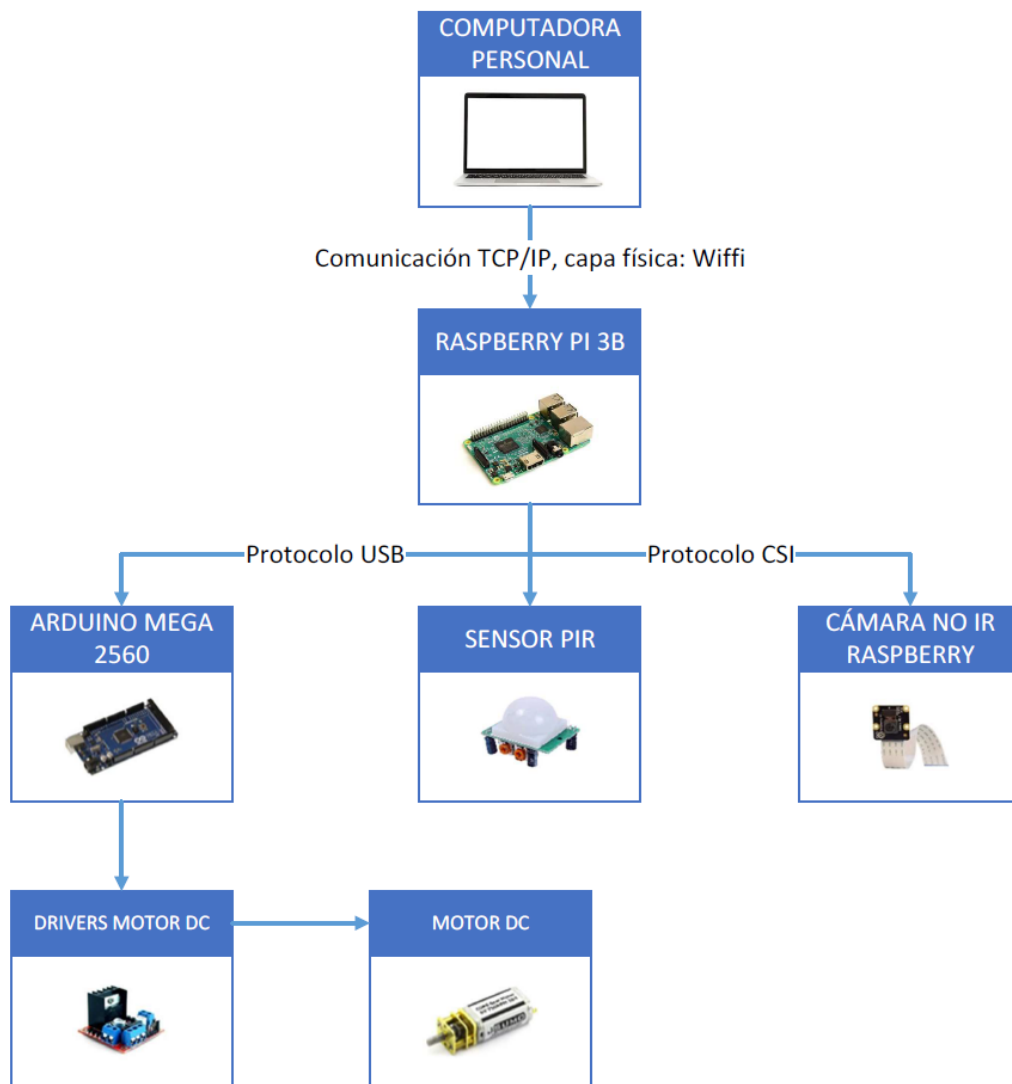 COMPUTADORA
PERSONAL
Comunicación TCP/IP, capa física: Wiffi
RASPBERRY PI 3B
Protocolo USB
Protocolo CSI
ARDUINO MEGA
2560
SENSOR PIR
CÁMARA NO IR
RASPBERRY
DRIVERS MOTOR DC
MOTOR DC